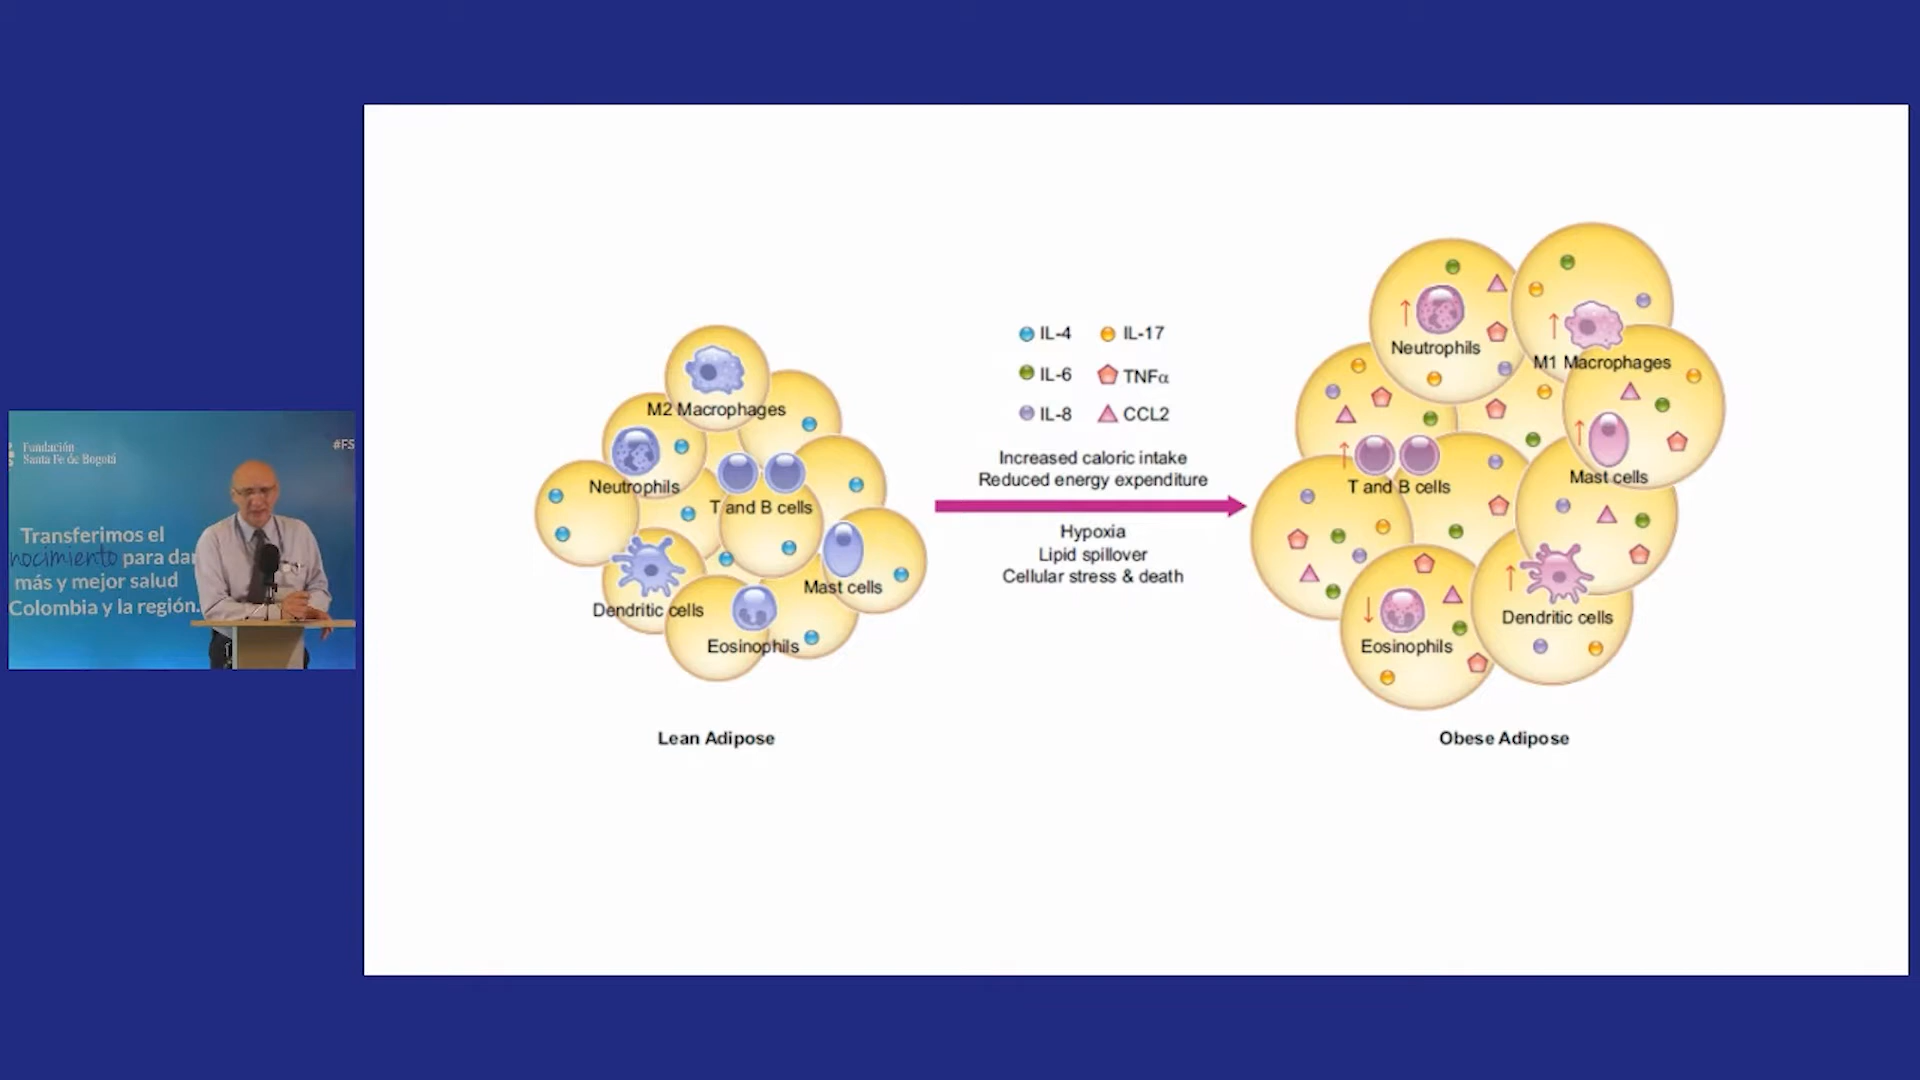 Fundación
Santa Fe de Bogotá
#FS
Transferimos el
nocimiento para dar
más y mejor salud
Colombia y la región.
M2 Macrophages
Neutrophils
T and B cells
Mast cells
Dendritic cells
Eosinophils
Lean Adipose
IL-4
IL-17
IL-6
TNFα
IL-8
CCL2
Increased caloric intake
Reduced energy expenditure
Hypoxia
Lipid spillover
Cellular stress & death
Neutrophils
M1 Macrophages
Mast cells
T and B cells
Dendritic cells
Eosinophils
Obese Adipose